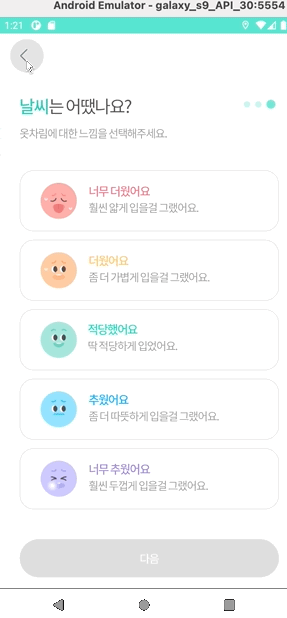 Android Emulator - galaxy_s9_API_30:5554
1:21
날씨는 어땠나요?
옷차림에 대한 느낌을 선택해주세요.
너무 더웠어요
훨씬 얇게 입을걸 그랬어요.
더웠어요
좀 더 가볍게 입을걸 그랬어요.
적당했어요
딱 적당하게 입었어요.
추웠어요
좀 더 따뜻하게 입을걸 그랬어요.
너무 추웠어요
훨씬 두껍게 입을걸 그랬어요.
다음